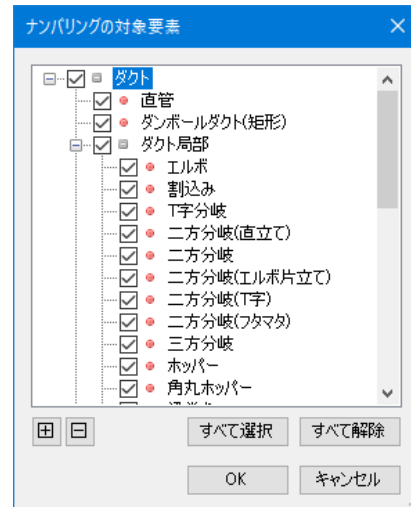 ナンバリングの対象要素
ダクト
直管
ダンボールダクト(矩形)
ダクト局部
エルボ
割込み
T字分岐
二方分岐(直立て)
二方分岐
二方分岐(エルボ片立て)
二方分岐(T字)
二方分岐(フタマタ)
三方分岐
ホッパー
角丸ホッパー
すべて選択
すべて解除
OK
キャンセル